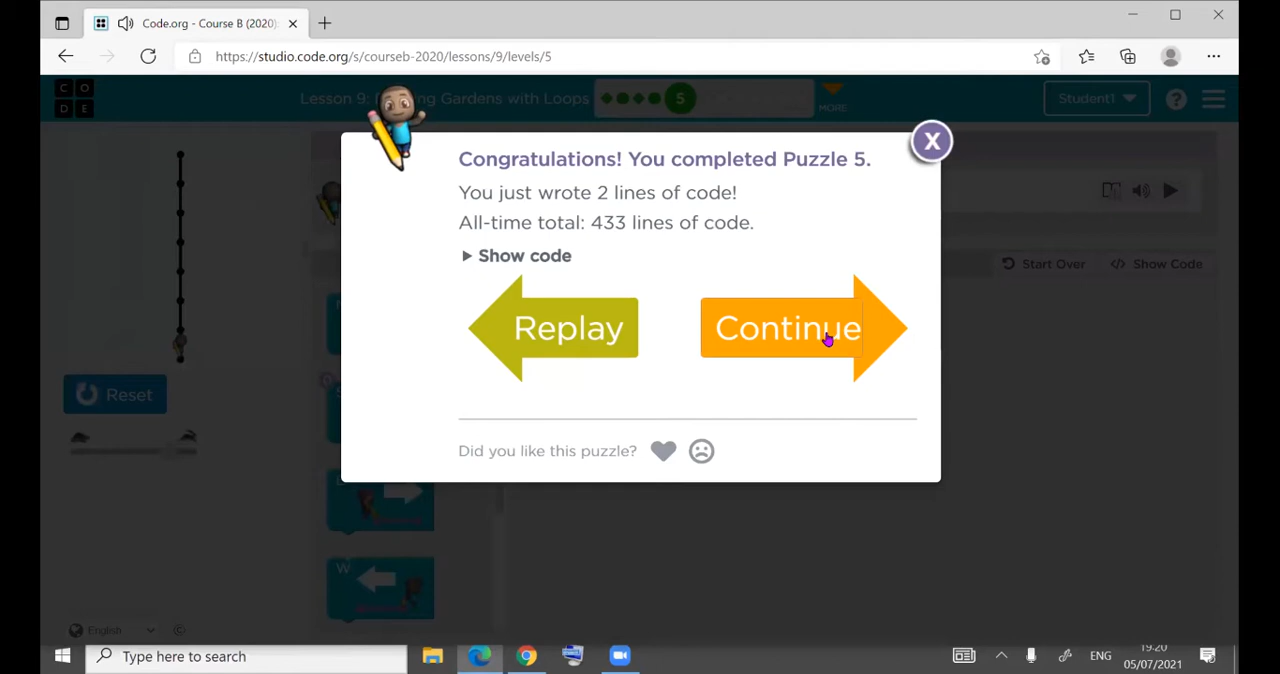 Code.org - Course B (2020)
https://studio.code.org/s/courseb-2020/lessons/9/levels/5
C O
D E
Lesson 9: Gardens with Loops
5
MORE
Student1
Congratulations! You completed Puzzle 5.
You just wrote 2 lines of code!
All-time total: 433 lines of code.
Show code
Start Over
Show Code
Replay
Continue
Reset
Did you like this puzzle?
W
English
Type here to search
ENG
19:20
05/07/2021